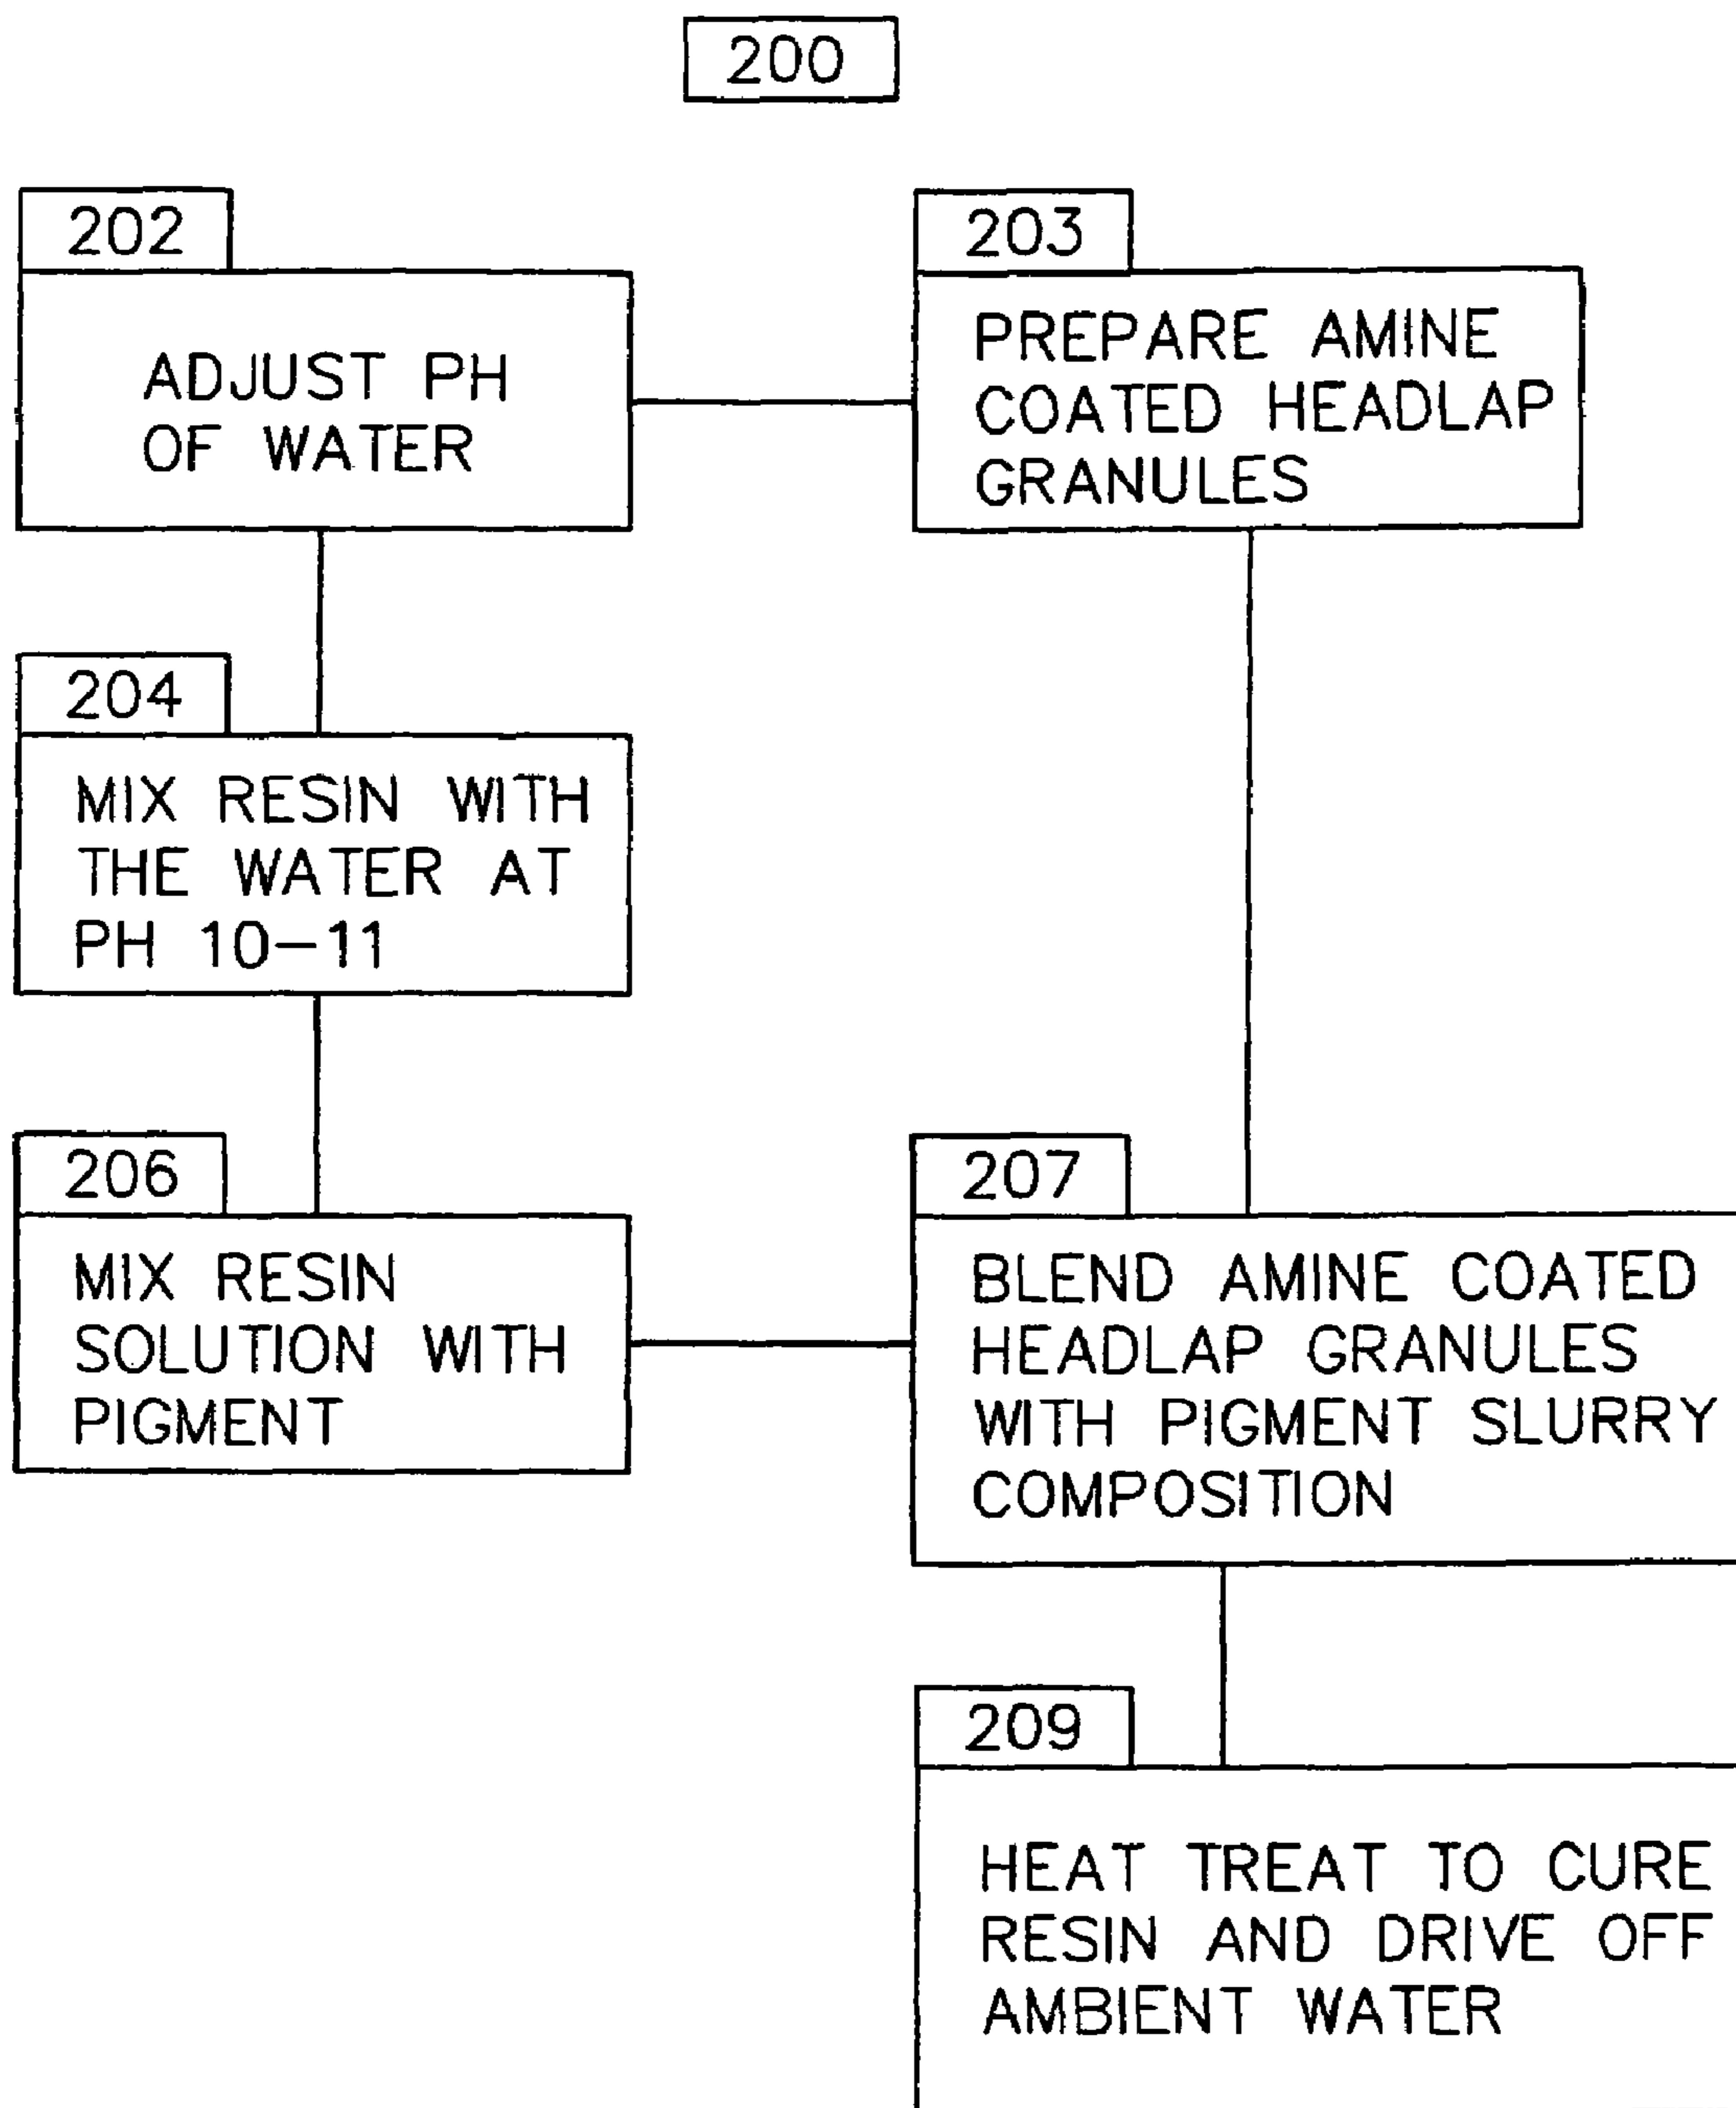 200
202
ADJUST PH
OF WATER
203
PREPARE AMINE
COATED HEADLAP
GRANULES
204
MIX RESIN WITH
THE WATER AT
PH 10-11
206
MIX RESIN
SOLUTION WITH
PIGMENT
207
BLEND AMINE COATED
HEADLAP GRANULES
WITH PIGMENT SLURRY
COMPOSITION
209
HEAT TREAT TO CURE
RESIN AND DRIVE OFF
AMBIENT WATER